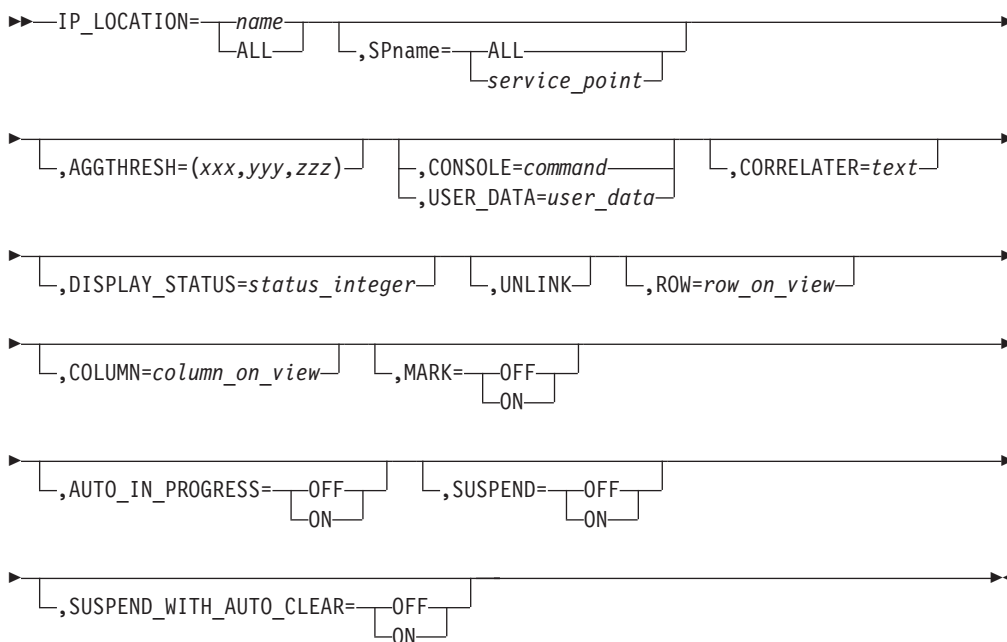 IP_LOCATION=name ,SPname=ALL
ALL service_point
,AGGTHRESH=(xxx,yyy,zzz) ,CONSOLE=command ,CORRELATER=text
,USER_DATA=user_data
,DISPLAY_STATUS=status_integer ,UNLINK ,ROW=row_on_view
,COLUMN=column_on_view ,MARK=OFF
ON
,AUTO_IN_PROGRESS=OFF ,SUSPEND=OFF
ON ON
,SUSPEND_WITH_AUTO_CLEAR=OFF
ON